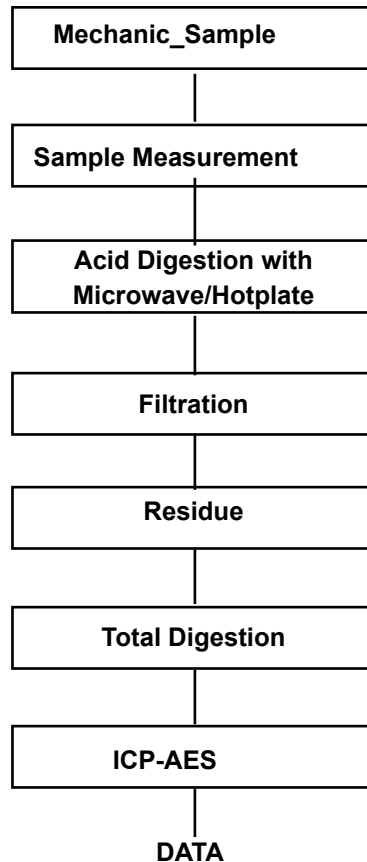 Mechanic_Sample
Sample Measurement
Acid Digestion with
Microwave/Hotplate
Filtration
Residue
Total Digestion
ICP-AES
DATA